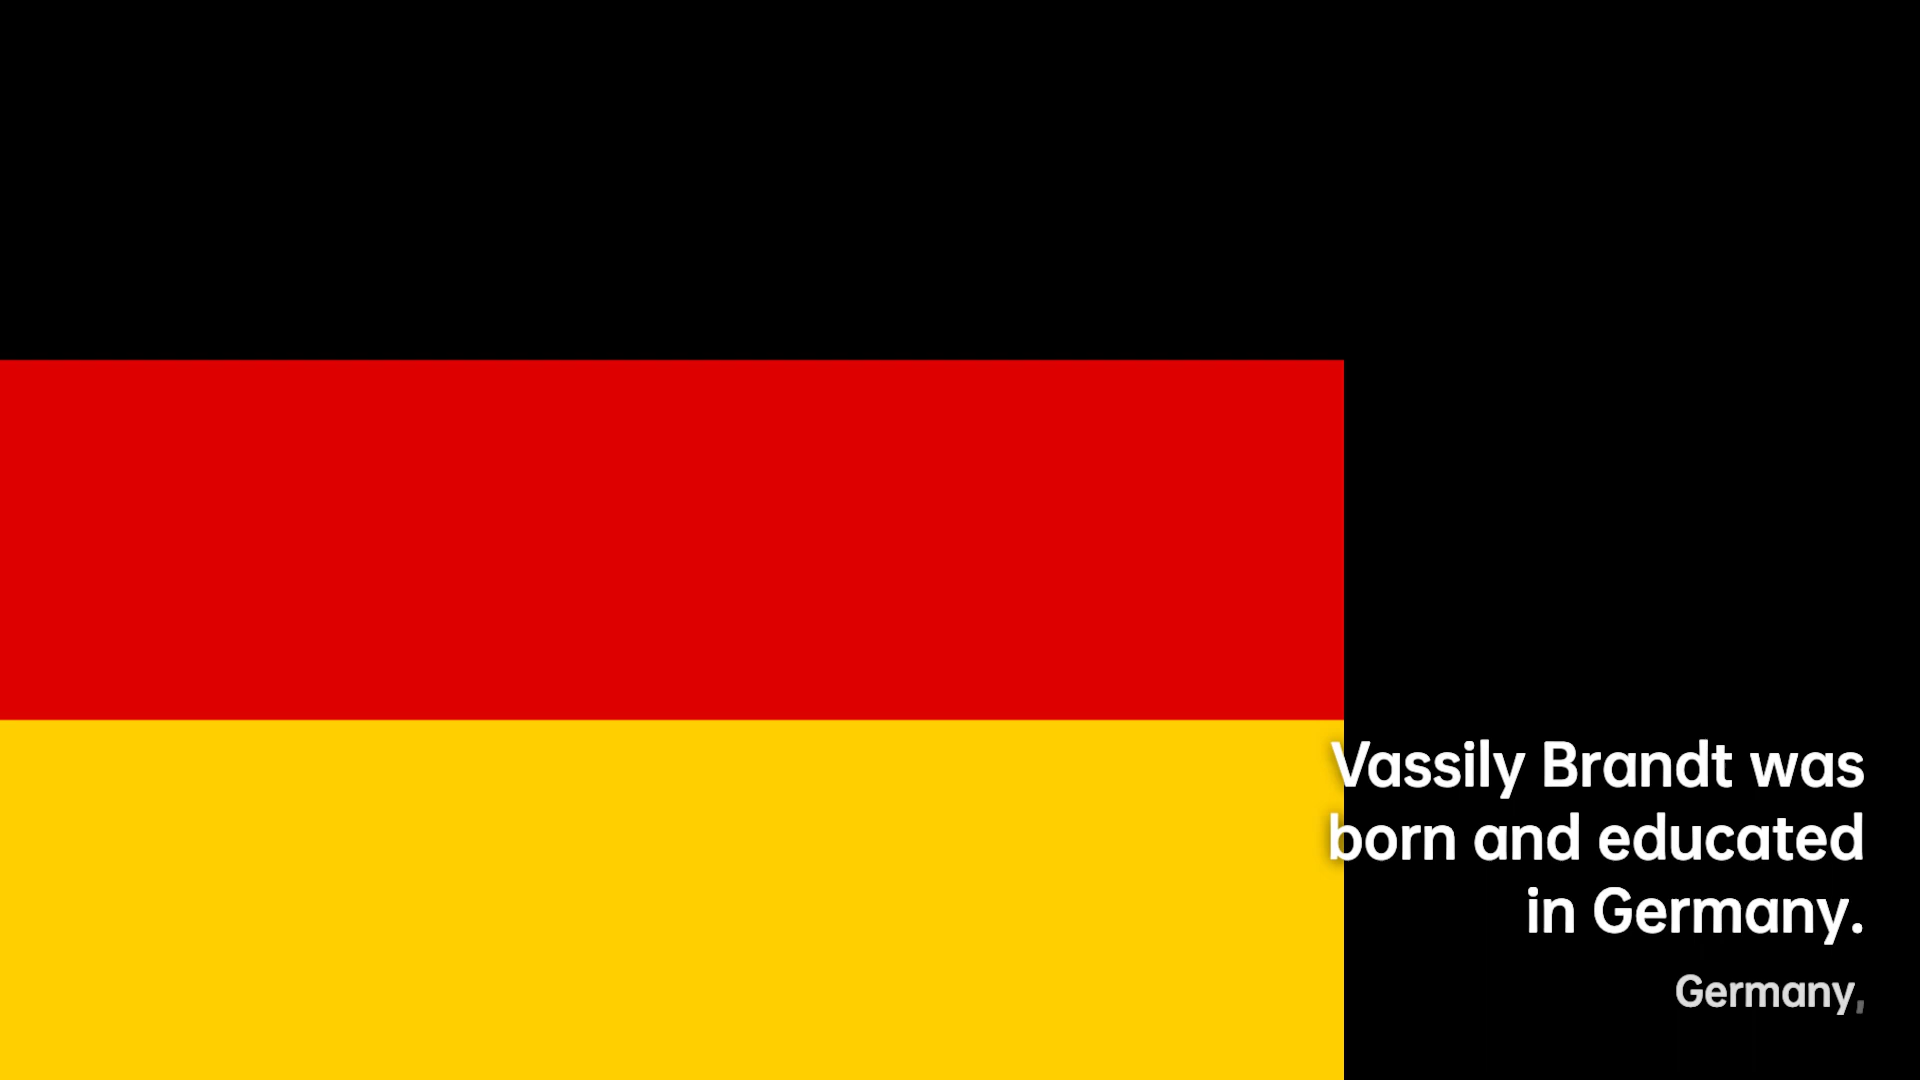 Vassily Brandt was
born and educated
in Germany.
Germany,